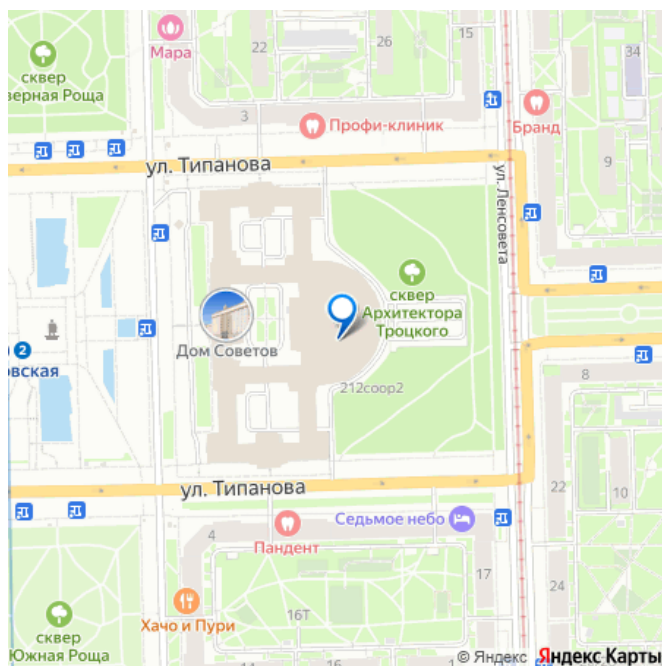 22
26
15
Мара
34
сквер
верная Роща
3
Профи-клиник
Бранд
9
ул. Типанова
ул. Ленсовета
сквер
Архитектора
Троцкого
Дом Советов
2
овская
212соор2
8
ул. Типанова
22
10
4
Пандент
Седьмое небо
17
24
16Т
Хачо и Пури
сквер
Южная Роща
© Яндекс Яндекс Карты